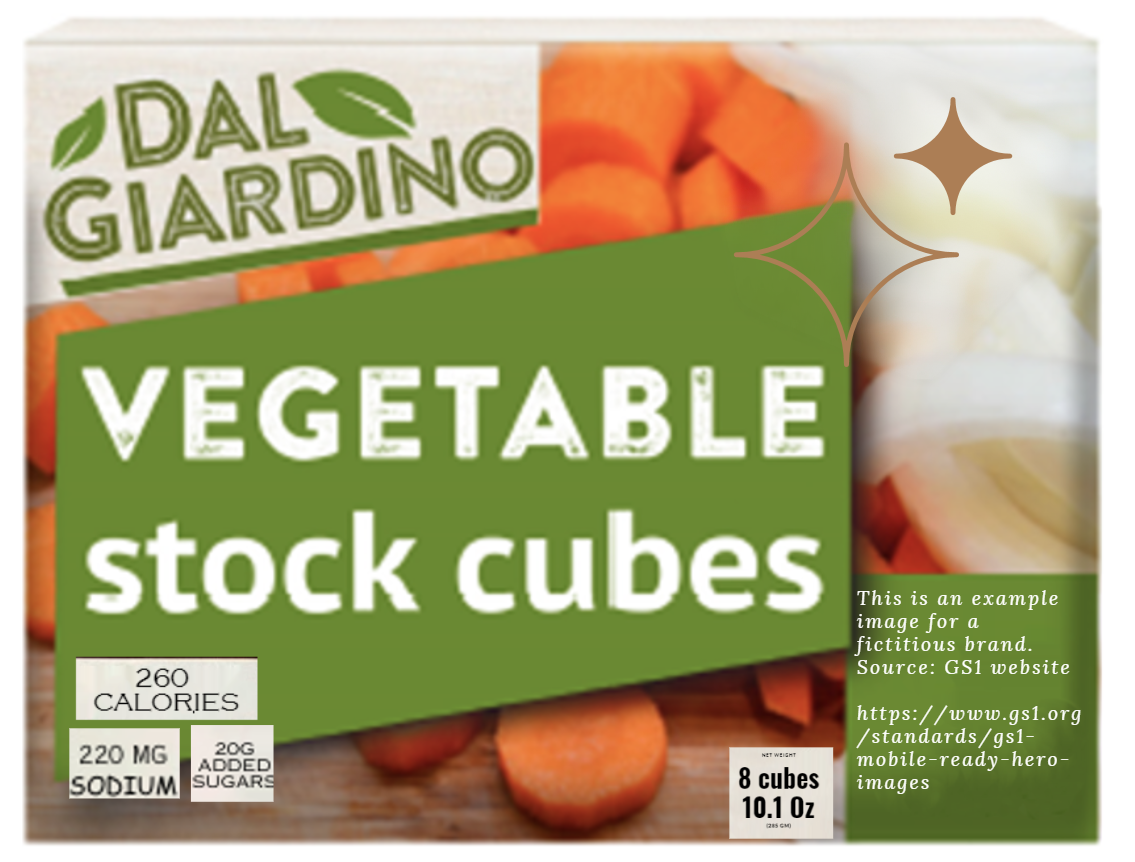 DAL
GIARDINO
VEGETABLE
stock cubes
260
CALORIES
220 MG
SODIUM
20G
ADDED
SUGARS
NET WEIGHT
8 cubes
10.1 Oz
(285 GM)
This is an example
image for a
fictitious brand.
Source: GS1 website
https://www.gs1.org
/standards/gs1-
mobile-ready-hero-
images